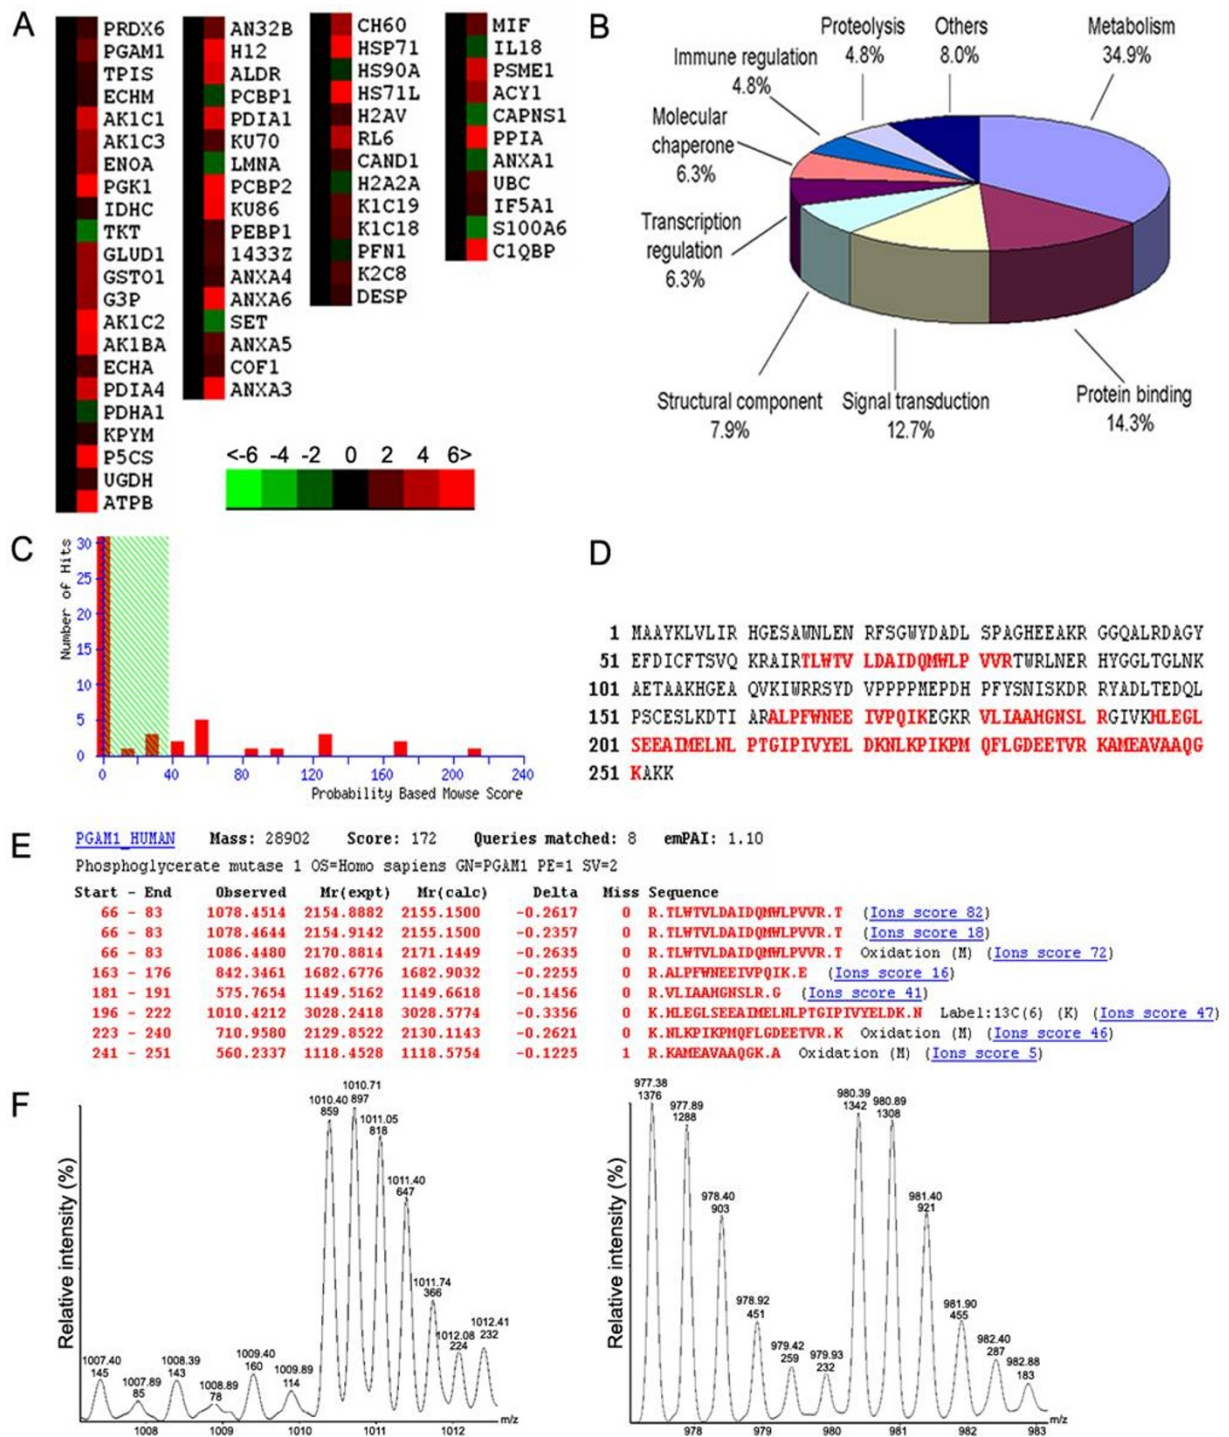 A
PRDX6
PGAM1
TPIS
ECHM
AK1C1
AK1C3
ENOA
PGK1
IDHC
TKT
GLUD1
GSTO1
G3P
AK1C2
AK1BA
ECHA
PDIA4
PDHA1
KPYM
P5CS
UGDH
ATPB
AN32B
H12
ALDR
PCBP1
PDIA1
KU70
LMNA
PCBP2
KU86
PEBP1
1433Z
ANXA4
ANXA6
SET
ANXA5
COF1
ANXA3
CH60
HSP71
HS90A
HS71L
H2AV
RL6
CAND1
H2A2A
K1C19
K1C18
PFN1
K2C8
DESP
MIF
IL18
PSME1
ACY1
CAPNS1
PPIA
ANXA1
UBC
IF5A1
S100A6
C1QBP
<-6 -4 -2 0 2 4 6>
B
Proteolysis
4.8%
Others
8.0%
Metabolism
34.9%
Immune regulation
4.8%
Molecular
chaperone
6.3%
Transcription
regulation
6.3%
Structural component
7.9%
Signal transduction
12.7%
Protein binding
14.3%
C
Number of Hits
30
25
20
15
10
5
0
0 40 80 120 160 200 240
Probability Based Mowse Score
D
1 MAAYKLVLIR HGESAWNLEN RFSGWYDADL SPAGHEEAKR GGQALRDAGY
51 EFDICFTSVQ KRAIRTLWTV LDAIDQMWLP VVRTWRLNER HYGGLTGLNK
101 AETAAKHGEA QVKIWRRSYD VPPPPMEPDH PFYSNISKDR RYADLTEDQL
151 PSCESLKDTI ARALPFWNEE IVPQIKEGKR VLIAAHGNSL RGIVKHLEGL
201 SEEAIMELNL PTGIPIVYEL DKNLKPIKPM QFLGDEETVR KAMEAVAAQG
251 KAKK
E
PGAM1_HUMAN Mass: 28902 Score: 172 Queries matched: 8 emPAI: 1.10
Phosphoglycerate mutase 1 OS=Homo sapiens GN=PGAM1 PE=1 SV=2
Start - End Observed Mr(expt) Mr(calc) Delta Miss Sequence
66 - 83 1078.4514 2154.8882 2155.1500 -0.2617 0 R.TLWTVLDAIDQMWLPVVR.T (Ions score 82)
66 - 83 1078.4644 2154.9142 2155.1500 -0.2357 0 R.TLWTVLDAIDQMWLPVVR.T (Ions score 18)
66 - 83 1086.4480 2170.8814 2171.1449 -0.2635 0 R.TLWTVLDAIDQMWLPVVR.T Oxidation (M) (Ions score 72)
163 - 176 842.3461 1682.6776 1682.9032 -0.2255 0 R.ALPFWNEEIVPQIK.E (Ions score 16)
181 - 191 575.7654 1149.5162 1149.6618 -0.1456 0 R.VLIAAHGNSLR.G (Ions score 41)
196 - 222 1010.4212 3028.2418 3028.5774 -0.3356 0 K.HLEGLSEEAIMELNLPTGIPIVYELDK.N Label:13C(6) (K) (Ions score 47)
223 - 240 710.9580 2129.8522 2130.1143 -0.2621 0 K.NLKPIKPMQFLGDEETVR.K Oxidation (M) (Ions score 46)
241 - 251 560.2337 1118.4528 1118.5754 -0.1225 1 R.KAMEAVAAQGK.A Oxidation (M) (Ions score 5)
F
Relative intensity (%)
1007.40
145
1007.89
85
1008.39
143
1008.89
78
1009.40
160
1009.89
114
1010.40
859
1010.71
897
1011.05
818
1011.40
647
1011.74
366
1012.08
224
1012.41
232
1008 1009 1010 1011 1012 m/z
Relative intensity (%)
977.38
1376
977.89
1288
978.40
903
978.92
451
979.42
259
979.93
232
980.39
1342
980.89
1308
981.40
921
981.90
455
982.40
287
982.88
183
978 979 980 981 982 983 m/z